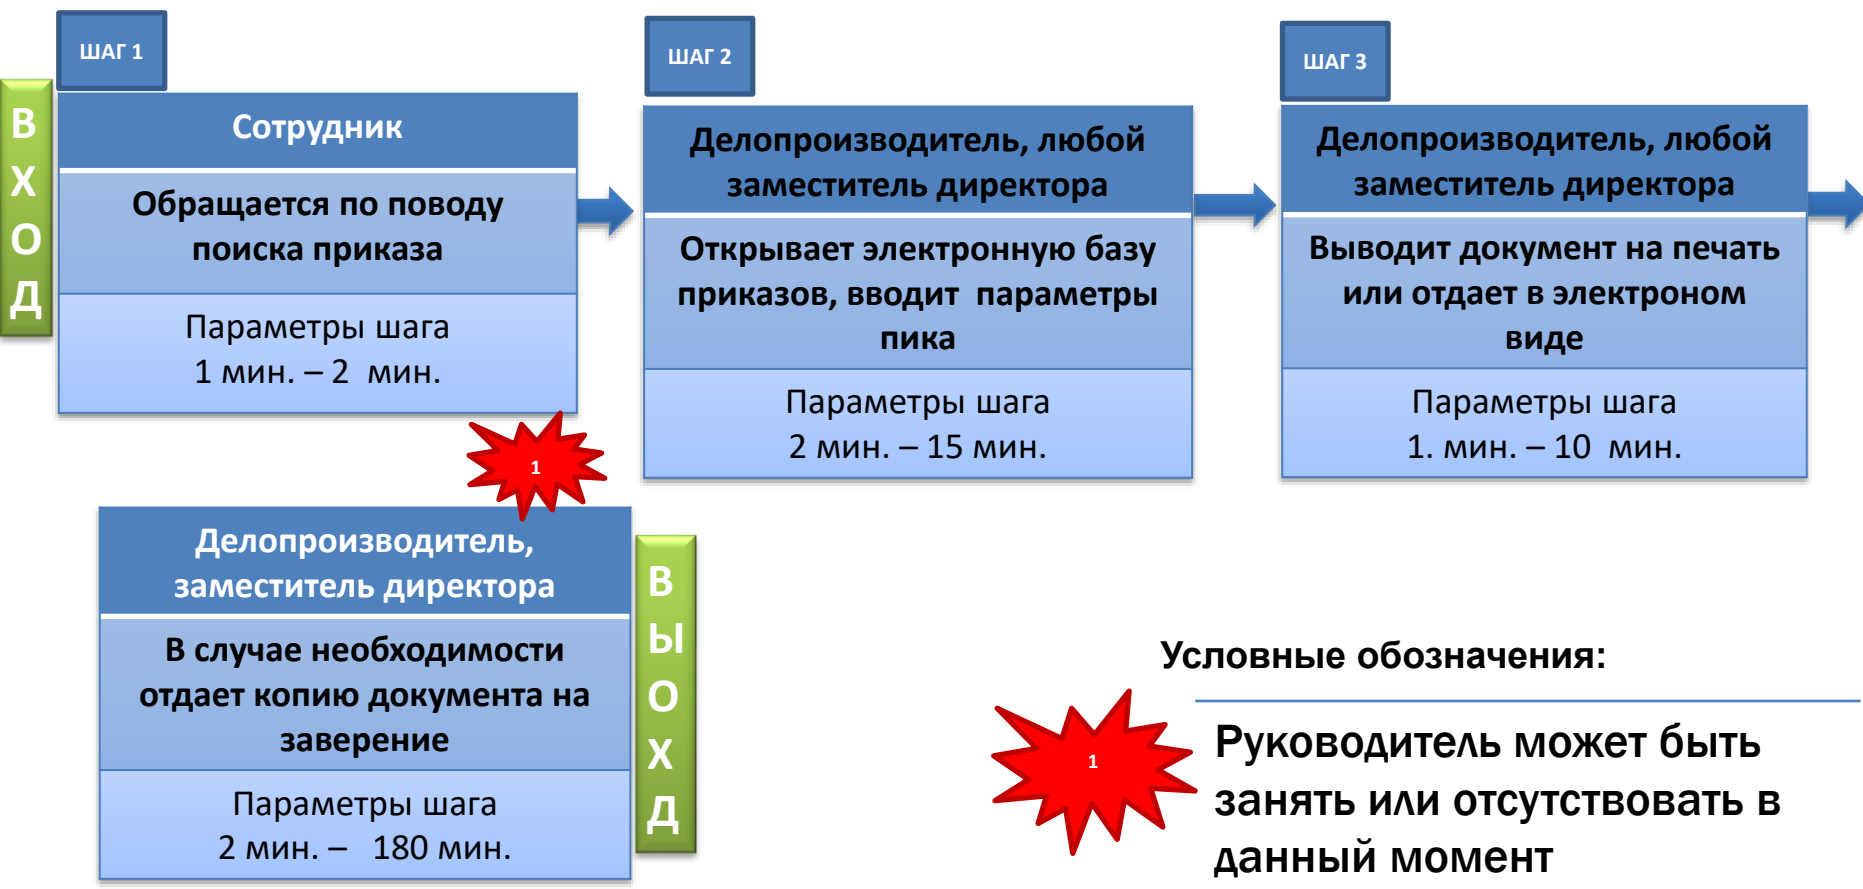 ШАГ 1
ВХОД
Сотрудник
Обращается по поводу
поиска приказа
Параметры шага
1 мин. – 2 мин.
ШАГ 2
Делопроизводитель, любой
заместитель директора
Открывает электронную базу
приказов, вводит параметры
пика
Параметры шага
2 мин. – 15 мин.
ШАГ 3
Делопроизводитель, любой
заместитель директора
Выводит документ на печать
или отдает в электроном
виде
Параметры шага
1. мин. – 10 мин.
1
Делопроизводитель,
заместитель директора
В случае необходимости
отдает копию документа на
заверение
Параметры шага
2 мин. – 180 мин.
ВЫОХД
Условные обозначения:
1
Руководитель может быть
занять или отсутствовать в
данный момент